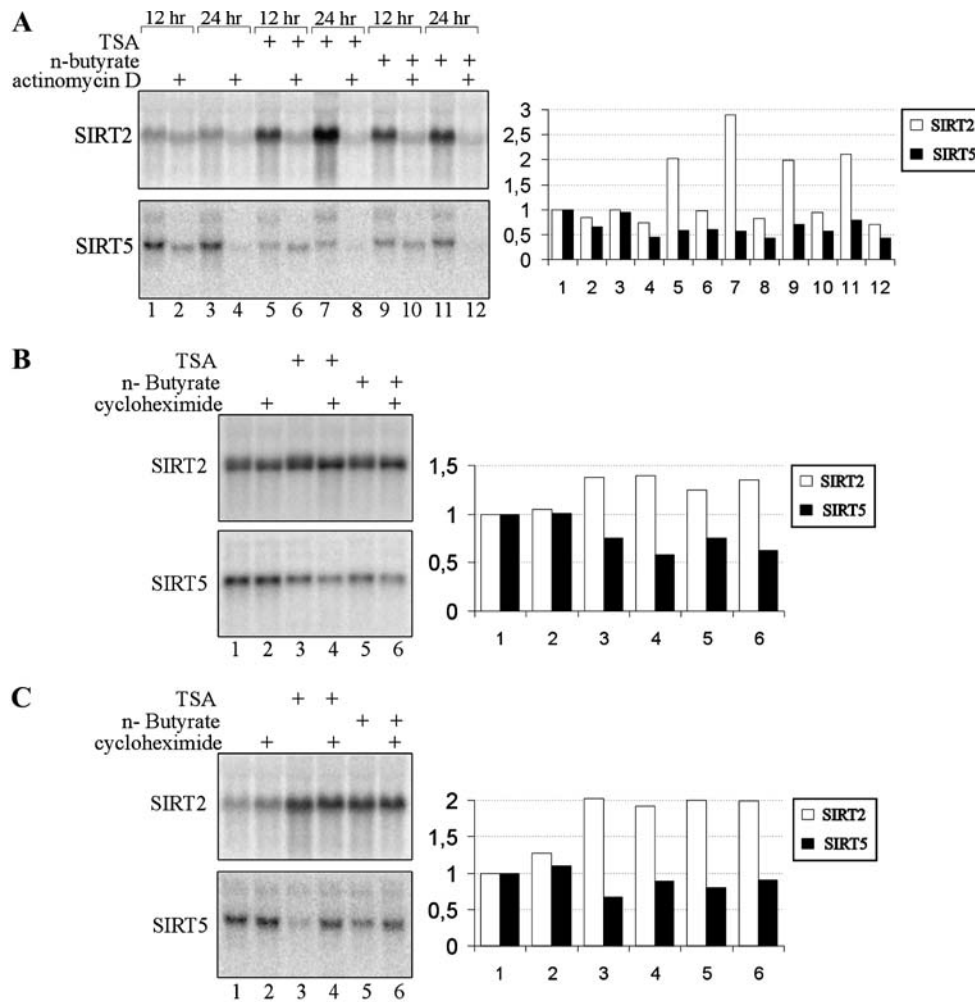 A
12 hr 24 hr 12 hr 24 hr 12 hr 24 hr
TSA + + + +
n-butyrate + + + +
actinomycin D + + + + + +
SIRT2
SIRT5
1 2 3 4 5 6 7 8 9 10 11 12
3
2,5
2
1,5
1
0,5
0
1 2 3 4 5 6 7 8 9 10 11 12
SIRT2
SIRT5
B
TSA + +
n- Butyrate + +
cycloheximide + + +
SIRT2
SIRT5
1 2 3 4 5 6
1,5
1
0,5
0
1 2 3 4 5 6
SIRT2
SIRT5
C
TSA + +
n- Butyrate + +
cycloheximide + + +
SIRT2
SIRT5
1 2 3 4 5 6
2
1,5
1
0,5
0
1 2 3 4 5 6
SIRT2
SIRT5